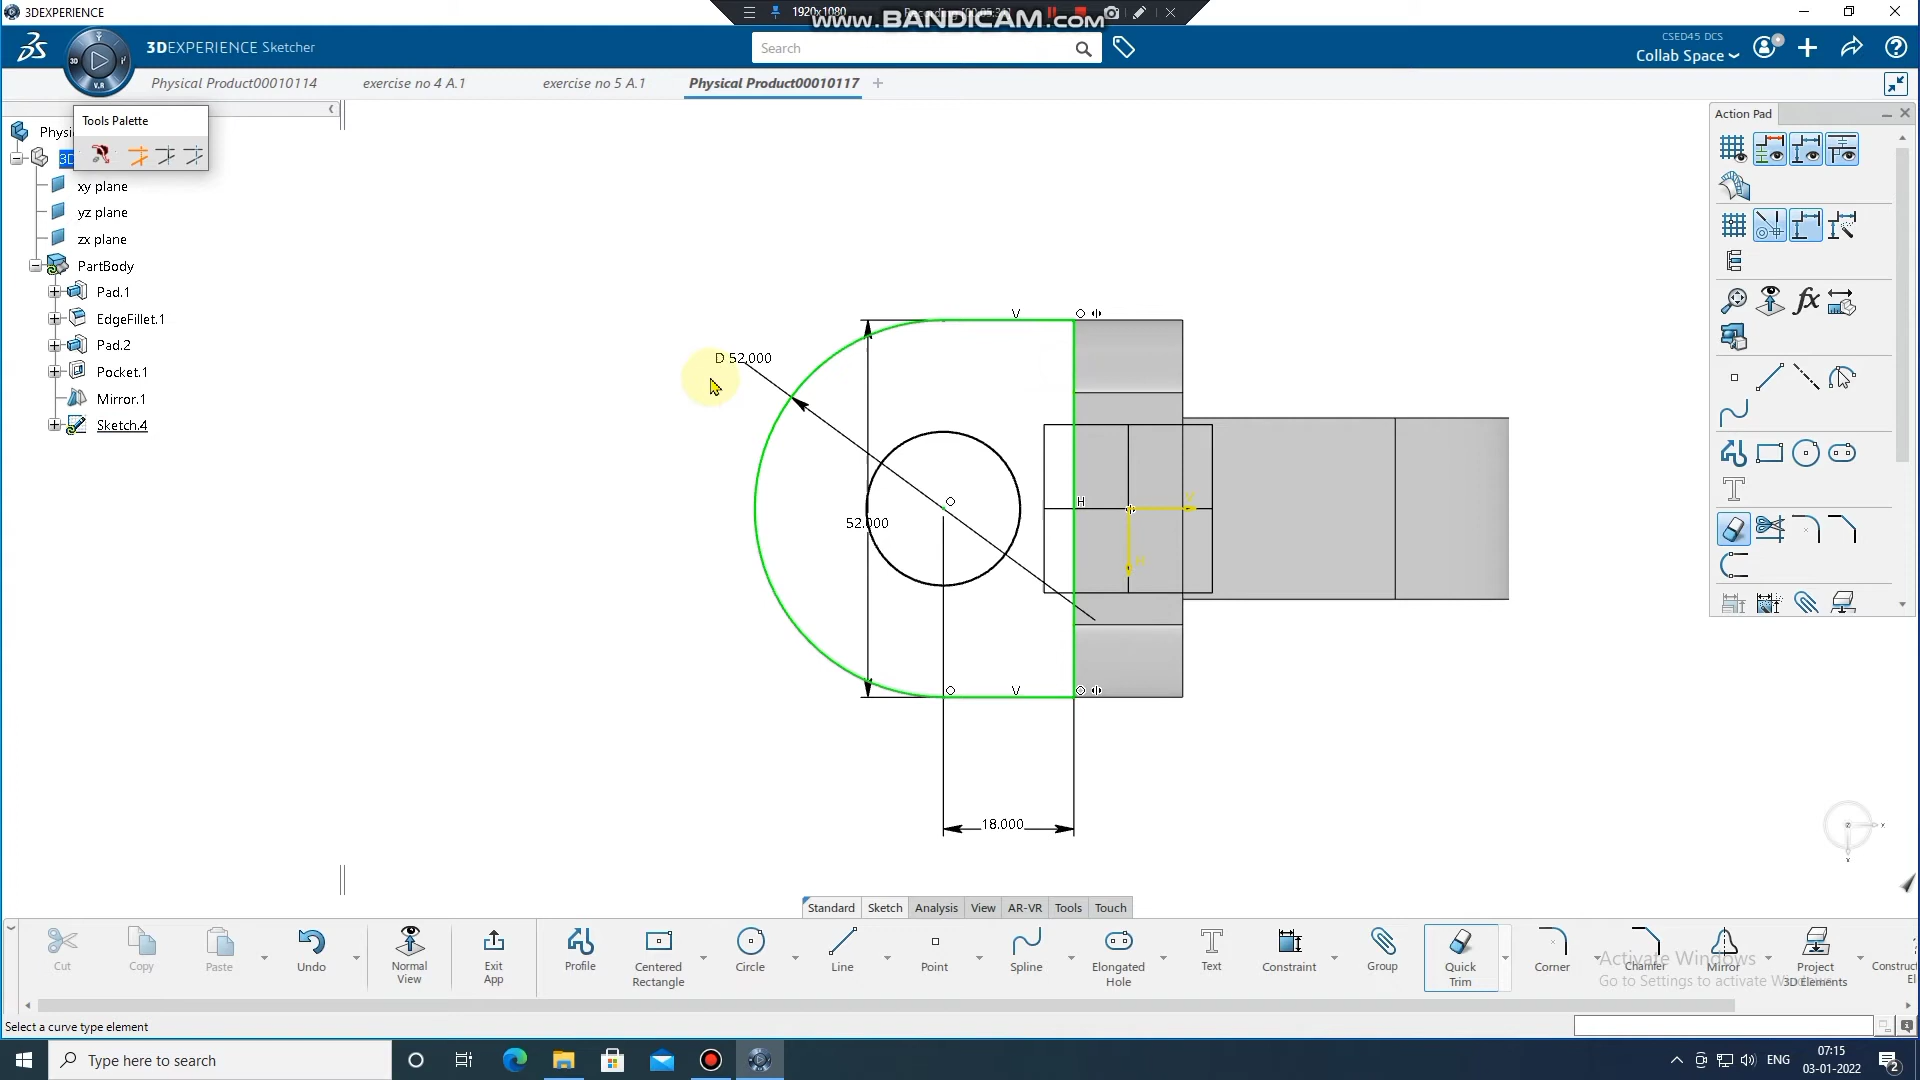 3DEXPERIENCE
1920x1080
www.BANDICAM.com
3DEXPERIENCE Sketcher
Search
CSED45 DCS
Collab Space
3D
V.R
Physical Product00010114
exercise no 4 A.1
exercise no 5 A.1
Physical Product00010117
Tools Palette
Action Pad
Physi
3D
xy plane
yz plane
zx plane
PartBody
Pad.1
EdgeFillet.1
Pad.2
Pocket.1
Mirror.1
Sketch.4
V
D 52,000
H
52.000
V
18.000
Standard
Sketch
Analysis
View
AR-VR
Tools
Touch
Cut
Copy
Paste
Undo
Normal View
Exit App
Profile
Centered Rectangle
Circle
Line
Point
Spline
Elongated Hole
Text
Constraint
Group
Quick Trim
Corner
Chamfer
Mirror
Project 3D Elements
Activate Windows
Go to Settings to activate Windows.
Select a curve type element
Type here to search
ENG
07:15
03-01-2022
2